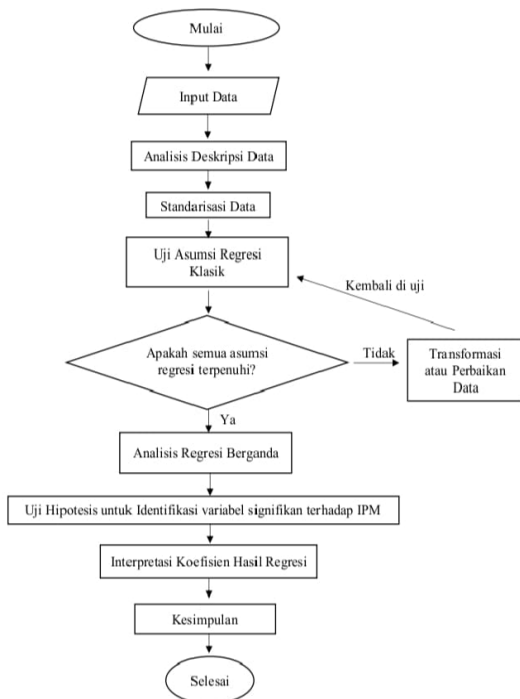 Mulai
Input Data
Analisis Deskripsi Data
Standarisasi Data
Uji Asumsi Regresi
Klasik
Kembali di uji
Apakah semua asumsi
regresi terpenuhi?
Tidak
Transformasi
atau Perbaikan
Data
Ya
Analisis Regresi Berganda
Uji Hipotesis untuk Identifikasi variabel signifikan terhadap IPM
Interpretasi Koefisien Hasil Regresi
Kesimpulan
Selesai